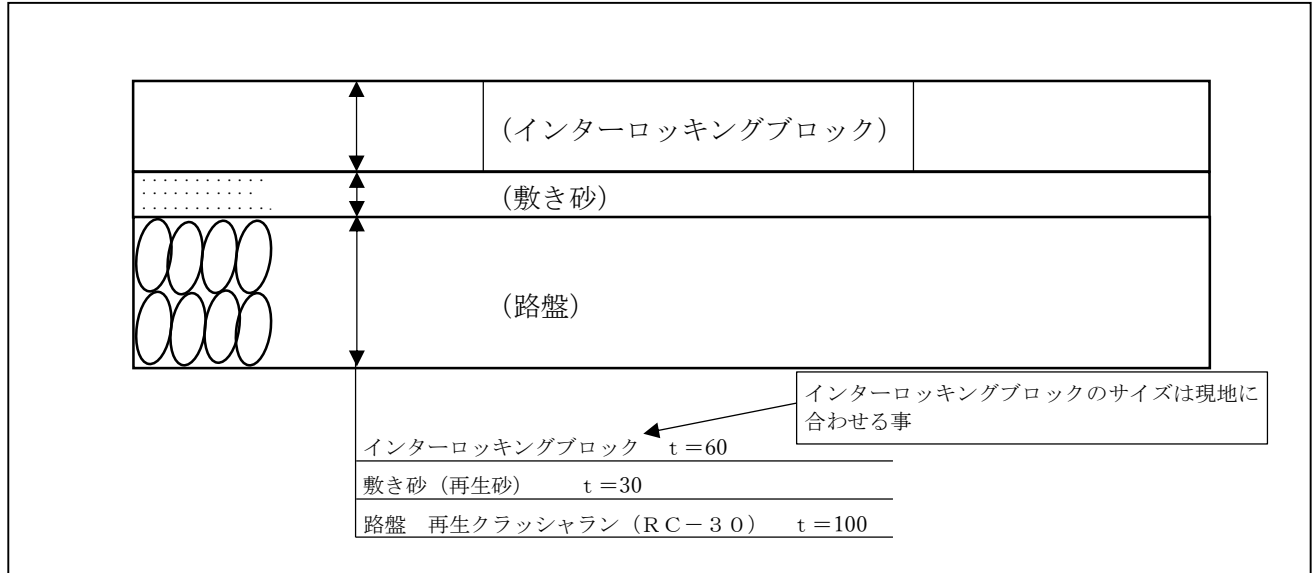 （インターロッキングブロック）
（敷き砂）
（路盤）
インターロッキングブロックのサイズは現地に
合わせる事
インターロッキングブロック　ｔ＝60
敷き砂（再生砂）　ｔ＝30
路盤　再生クラッシャラン（ＲＣ－３０）　ｔ＝100